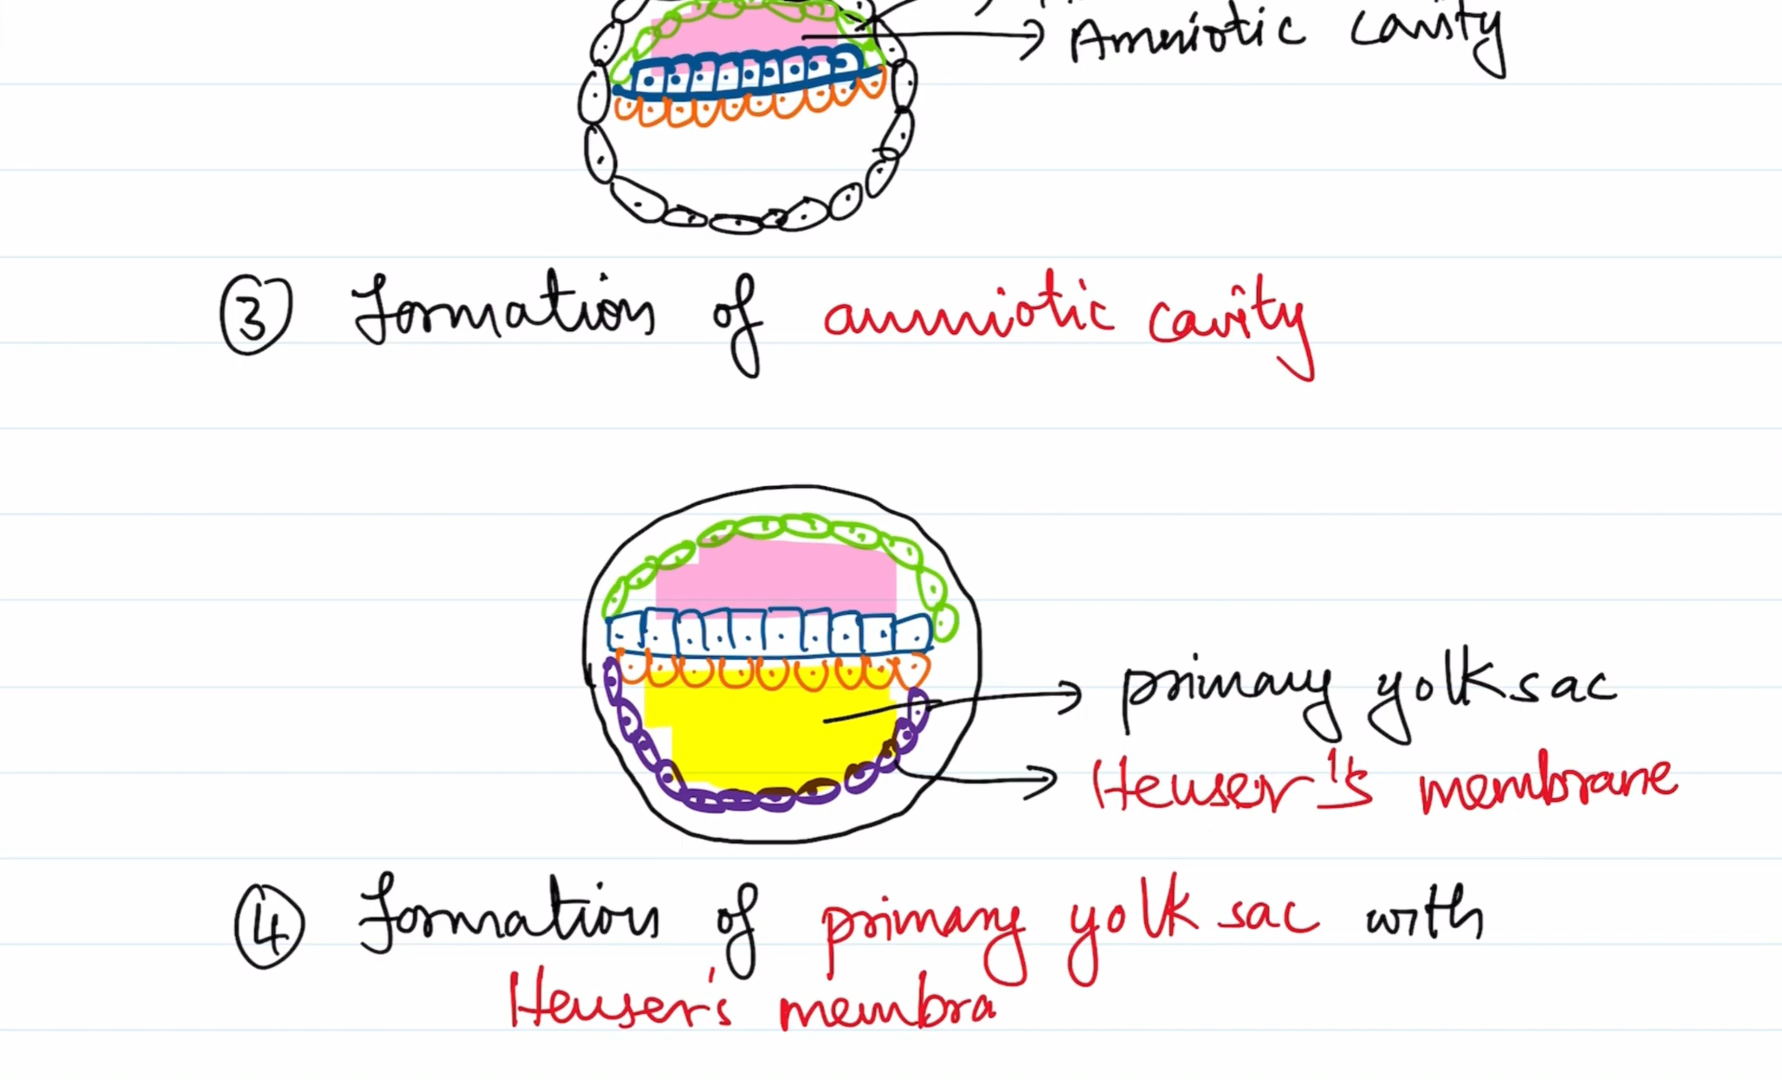 Amniotic cavity
3 Formation of amniotic cavity
primary yolk sac
Heuser's membrane
4 Formation of primary yolk sac with
Heuser's membra